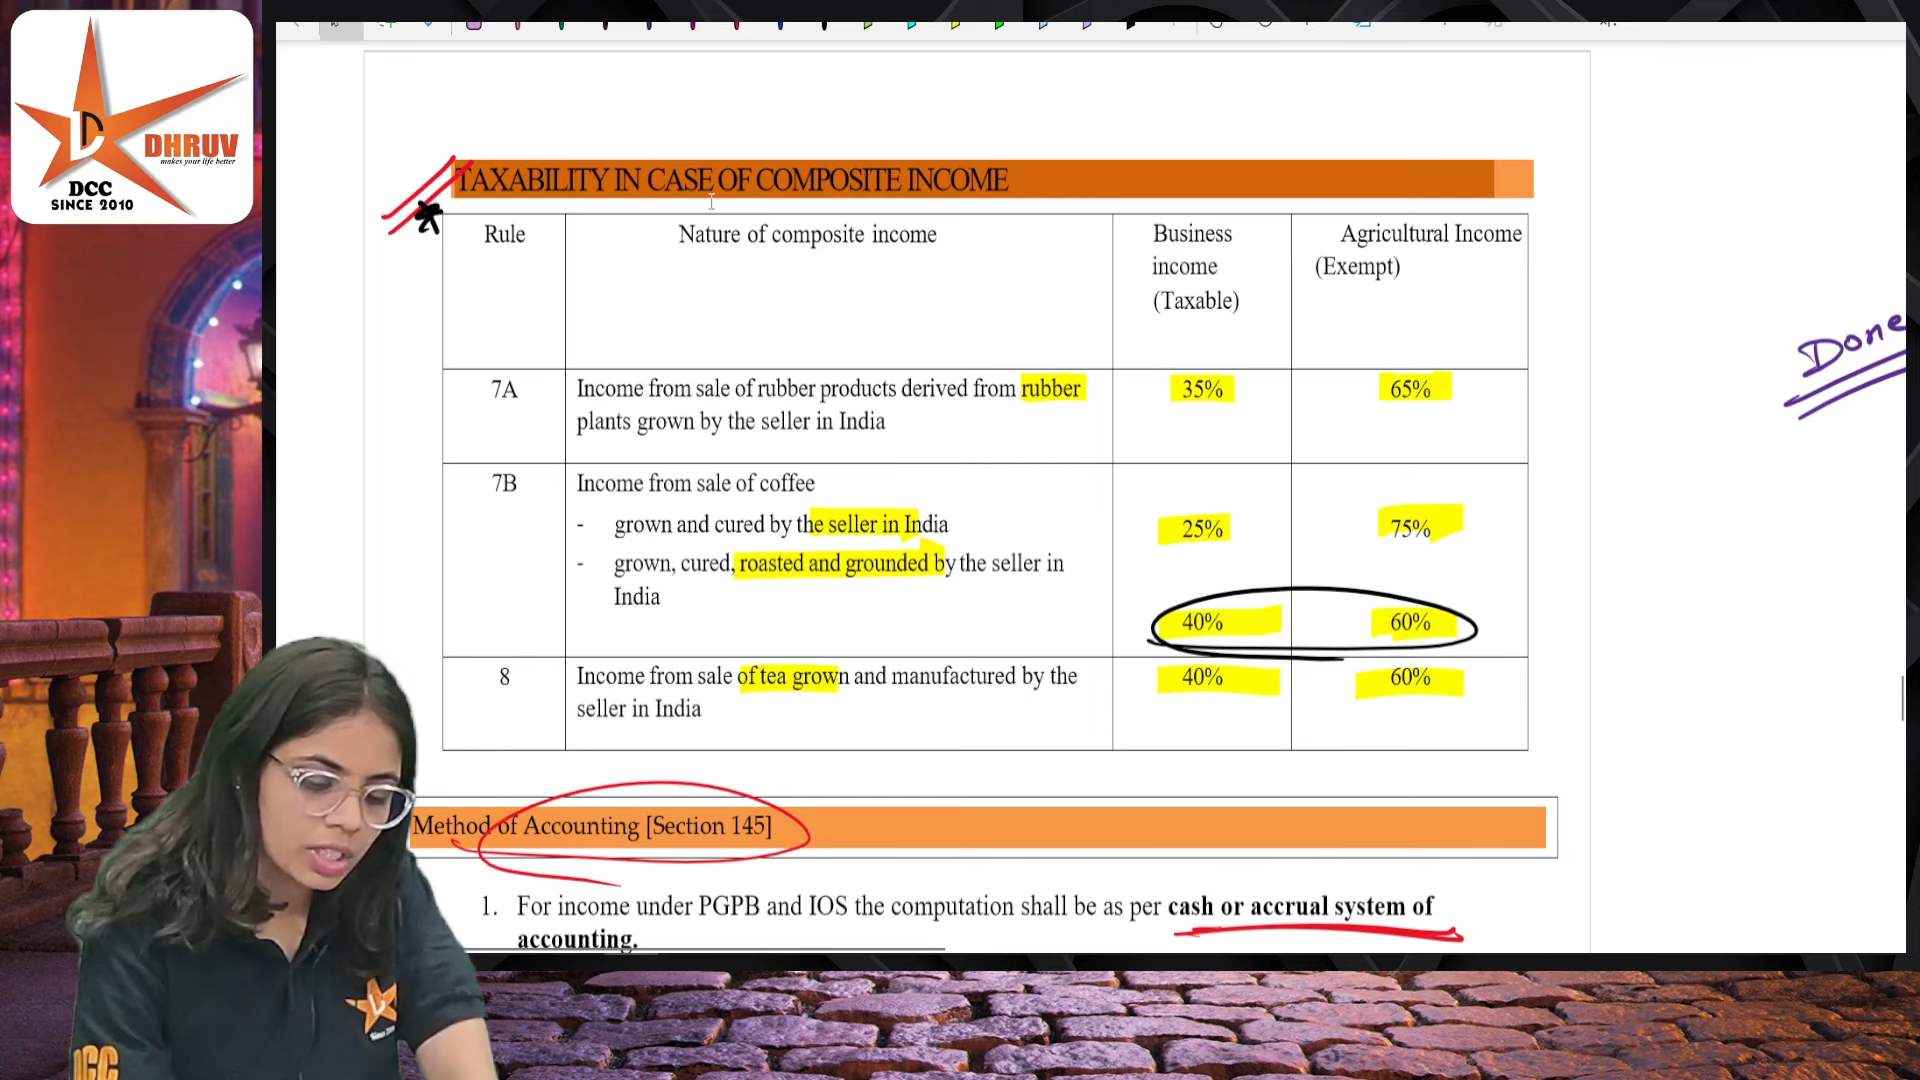 DHRUV
makes your life better
DCC
SINCE 2010
TAXABILITY IN CASE OF COMPOSITE INCOME
Rule
Nature of composite income
Business income (Taxable)
Agricultural Income (Exempt)
7A
Income from sale of rubber products derived from rubber
plants grown by the seller in India
35%
65%
7B
Income from sale of coffee
- grown and cured by the seller in India
25%
75%
- grown, cured, roasted and grounded by the seller in
India
40%
60%
8
Income from sale of tea grown and manufactured by the
seller in India
40%
60%
Done
Method of Accounting [Section 145]
1. For income under PGPB and IOS the computation shall be as per cash or accrual system of
accounting.
DCC